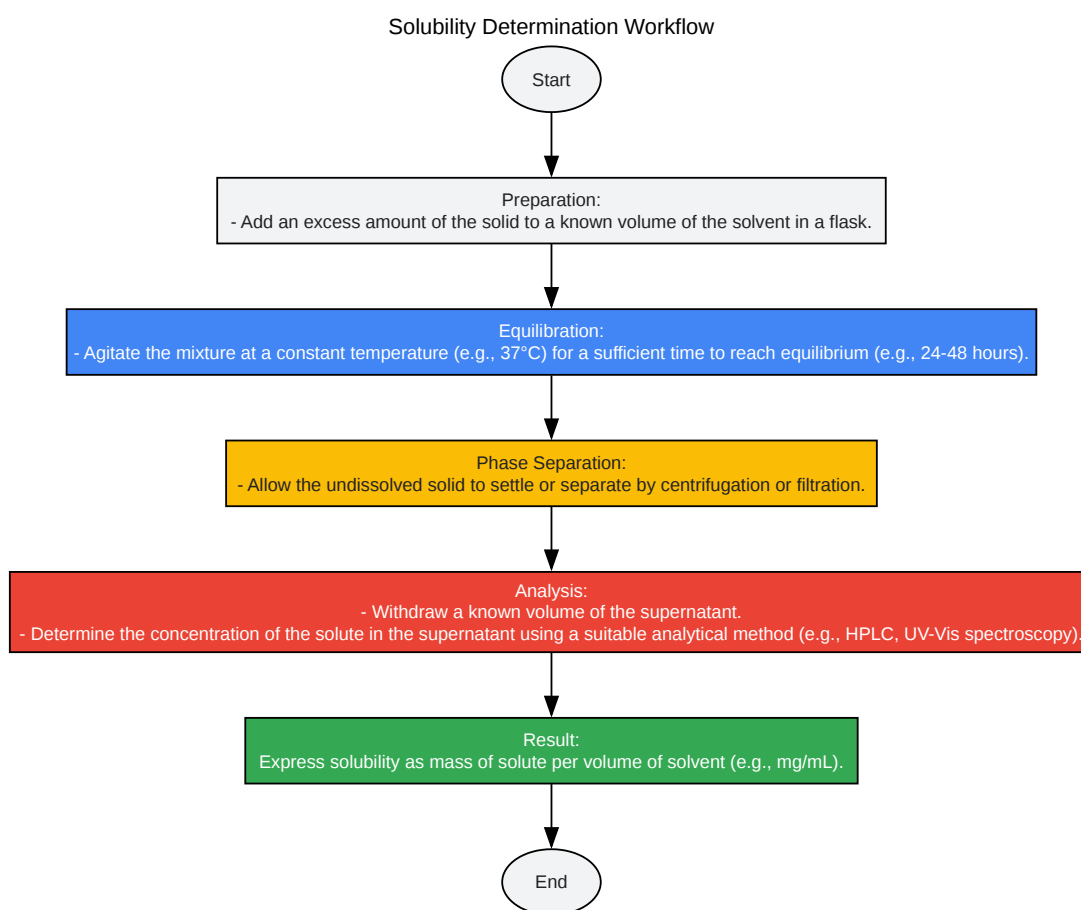 Solubility Determination Workflow
Start
Preparation:
- Add an excess amount of the solid to a known volume of the solvent in a flask.
Equilibration:
- Agitate the mixture at a constant temperature (e.g., 37°C) for a sufficient time to reach equilibrium (e.g., 24-48 hours).
Phase Separation:
- Allow the undissolved solid to settle or separate by centrifugation or filtration.
Analysis:
- Withdraw a known volume of the supernatant.
- Determine the concentration of the solute in the supernatant using a suitable analytical method (e.g., HPLC, UV-Vis spectroscopy).
Result:
Express solubility as mass of solute per volume of solvent (e.g., mg/mL).
End